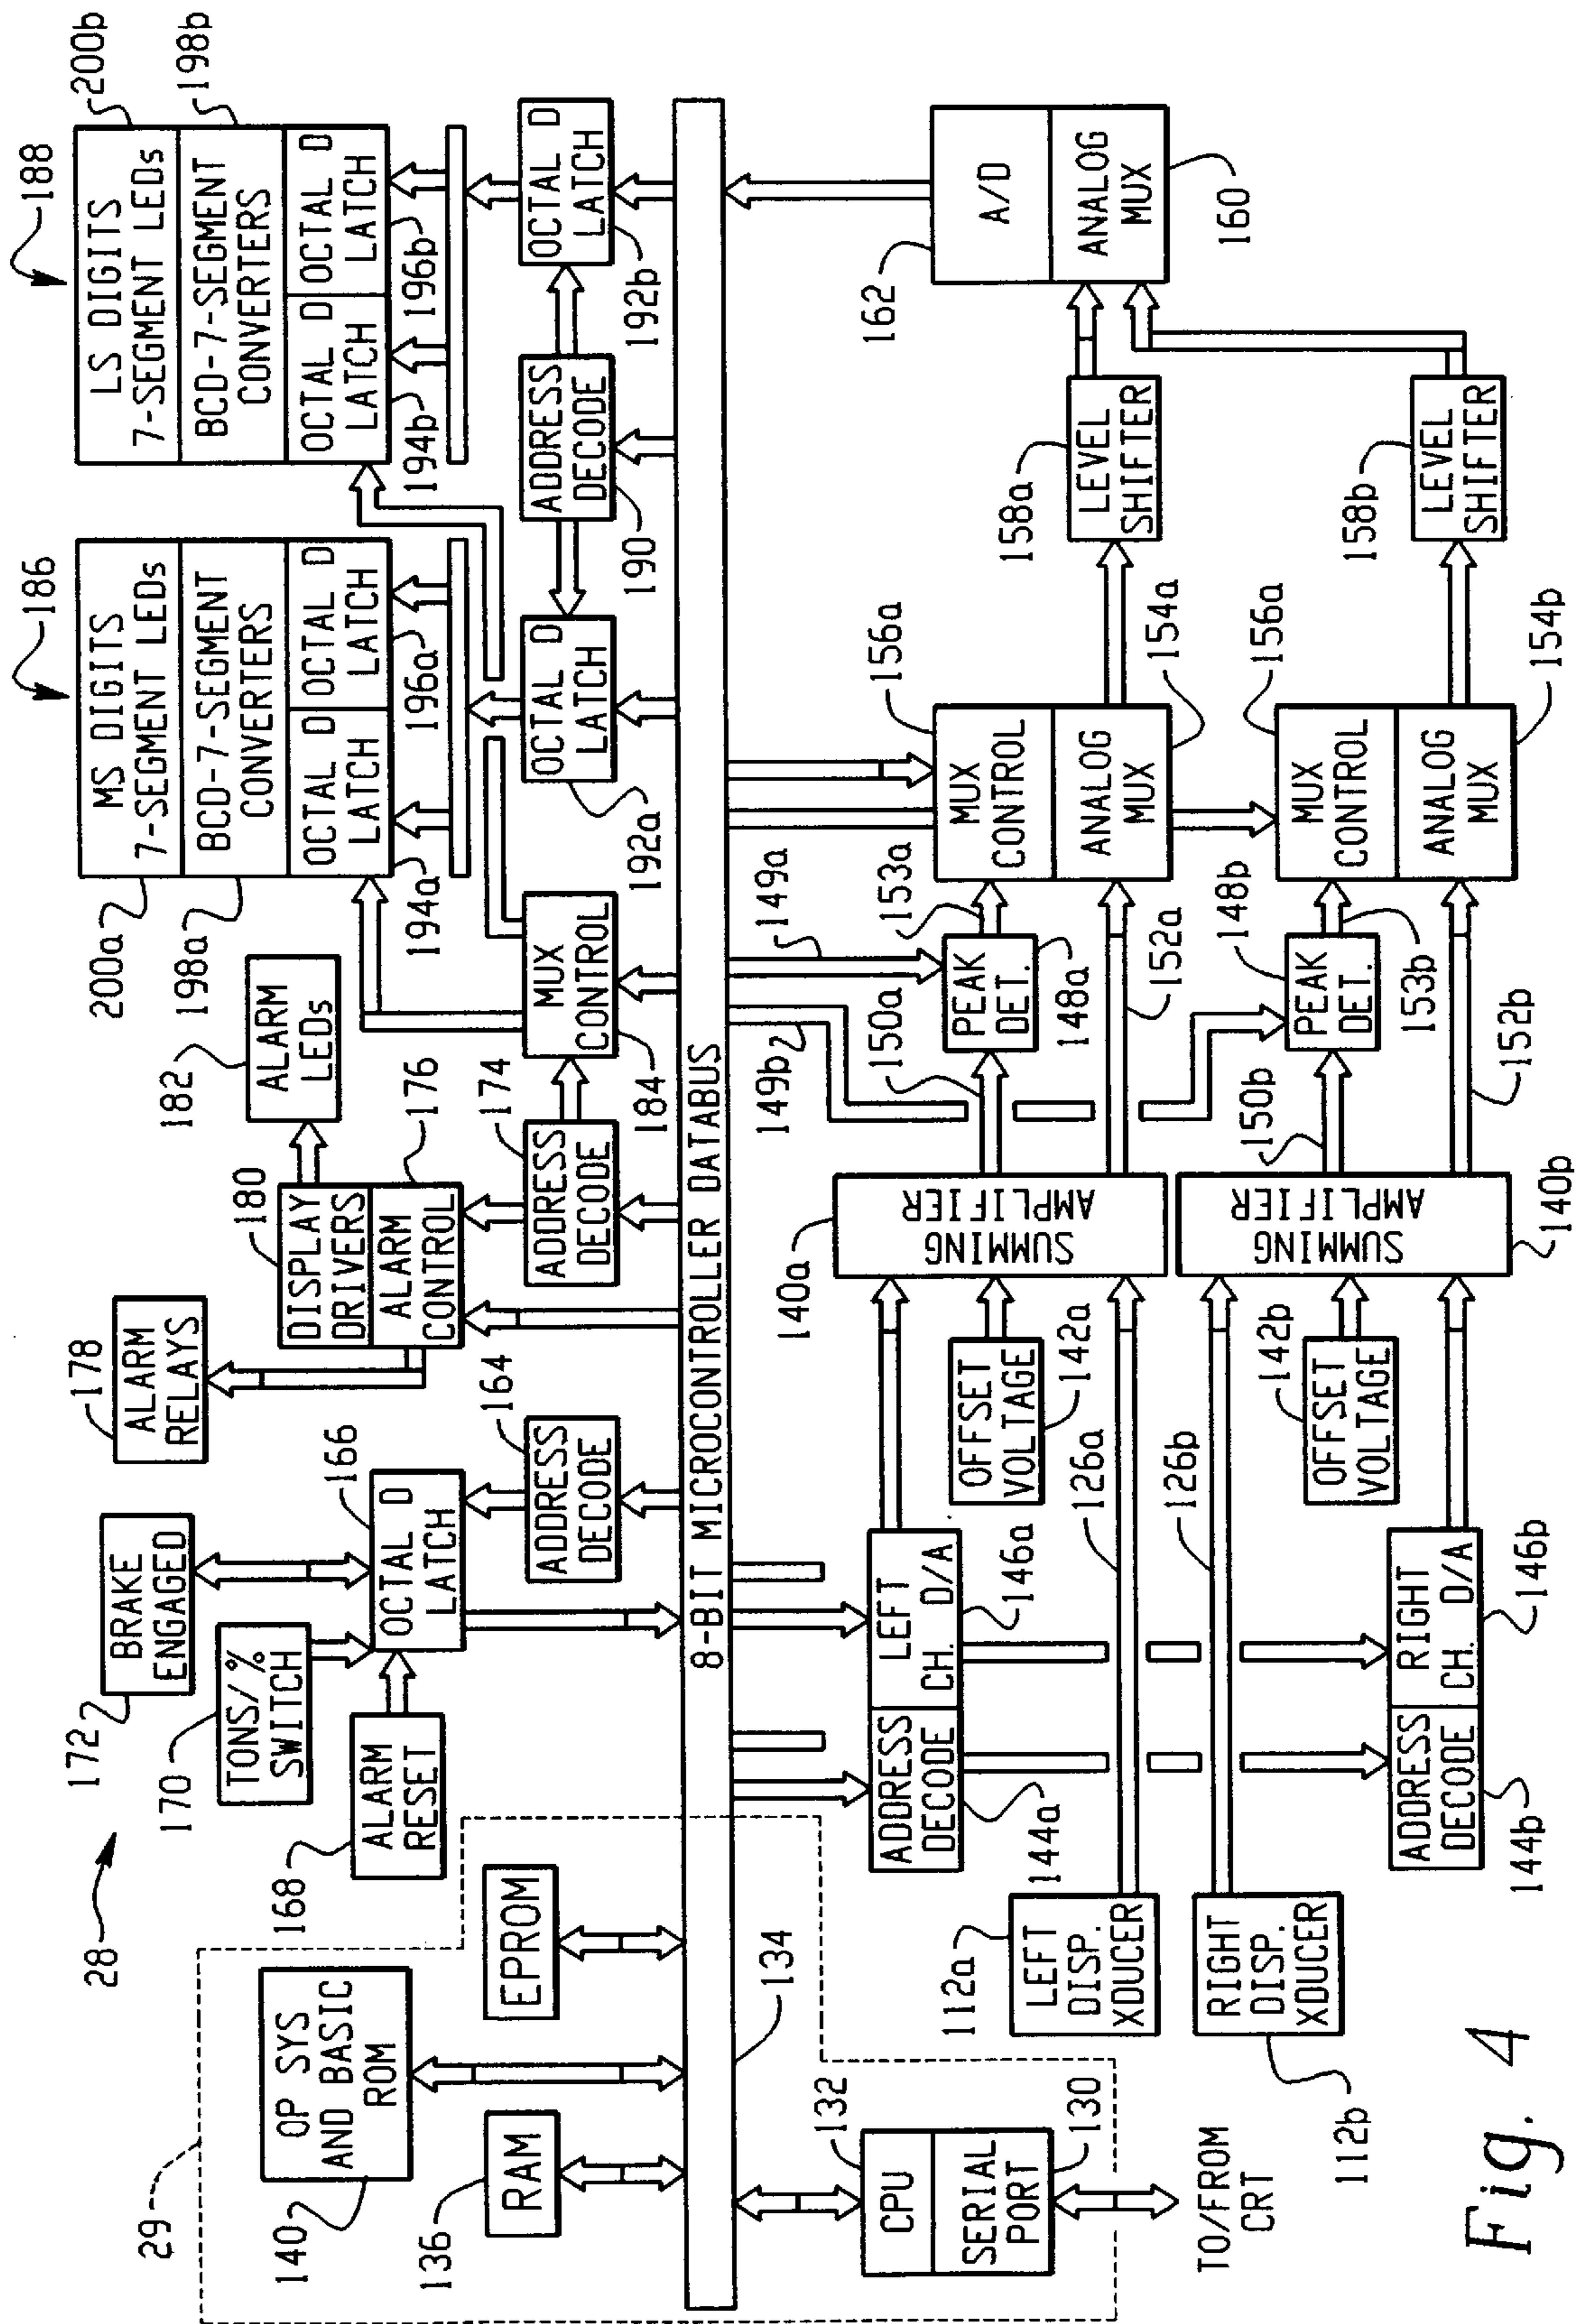 28
29
140
OP SYS
AND BASIC
ROM
136
RAM
EPROM
168
ALARM
RESET
170
TONS/%
SWITCH
172
BRAKE
ENGAGED
166
OCTAL D
LATCH
164
ADDRESS
DECODE
178
ALARM
RELAYS
180
DISPLAY
DRIVERS
ALARM
CONTROL
176
182
ALARM
LEDs
174
ADDRESS
DECODE
184
MUX
CONTROL
186
200a
MS DIGITS
7-SEGMENT LEDs
198a
BCD-7-SEGMENT
CONVERTERS
OCTAL D
LATCH
OCTAL D
LATCH
194a
196a
188
LS DIGITS
7-SEGMENT LEDs
200b
BCD-7-SEGMENT
CONVERTERS
198b
OCTAL D
LATCH
OCTAL D
LATCH
194b
196b
OCTAL D
LATCH
192a
ADDRESS
DECODE
190
OCTAL D
LATCH
192b
8-BIT MICROCONTROLLER DATABUS
134
132
CPU
SERIAL
PORT
130
TO/FROM
CRT
112a
LEFT
DISP.
XDUCER
RIGHT
DISP.
XDUCER
112b
ADDRESS
DECODE
144a
LEFT
CH. D/A
146a
126a
126b
ADDRESS
DECODE
144b
RIGHT
CH. D/A
146b
OFFSET
VOLTAGE
142a
142b
OFFSET
VOLTAGE
140a
SUMMING
AMPLIFIER
SUMMING
AMPLIFIER
140b
149b
150a
149a
153a
PEAK
DET.
148a
152a
150b
148b
PEAK
DET.
153b
152b
156a
MUX
CONTROL
ANALOG
MUX
154a
156a
MUX
CONTROL
ANALOG
MUX
154b
158a
LEVEL
SHIFTER
158b
LEVEL
SHIFTER
162
A/D
ANALOG
MUX
160
Fig. 4